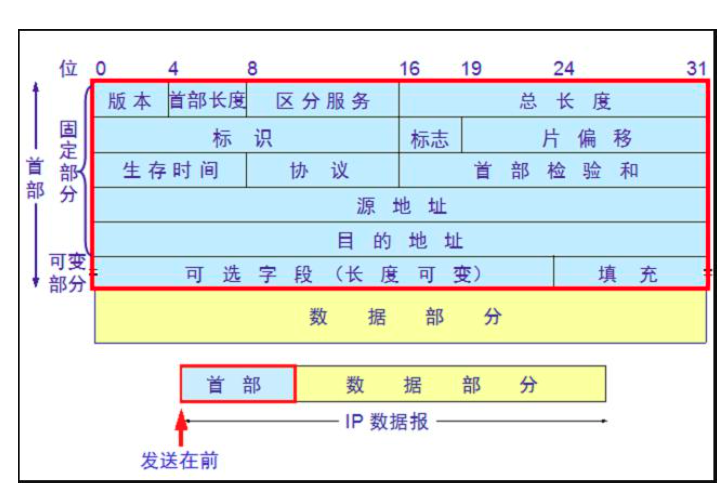 位 0 4 8 16 19 24 31
版本 首部长度 区分服务 总长度
标识 标志 片偏移
生存时间 协议 首部检验和
源地址
目的地址
可选字段（长度可变） 填充
数据部分
首部
固定部分
可变部分
首部 数据部分
IP 数据报
发送在前